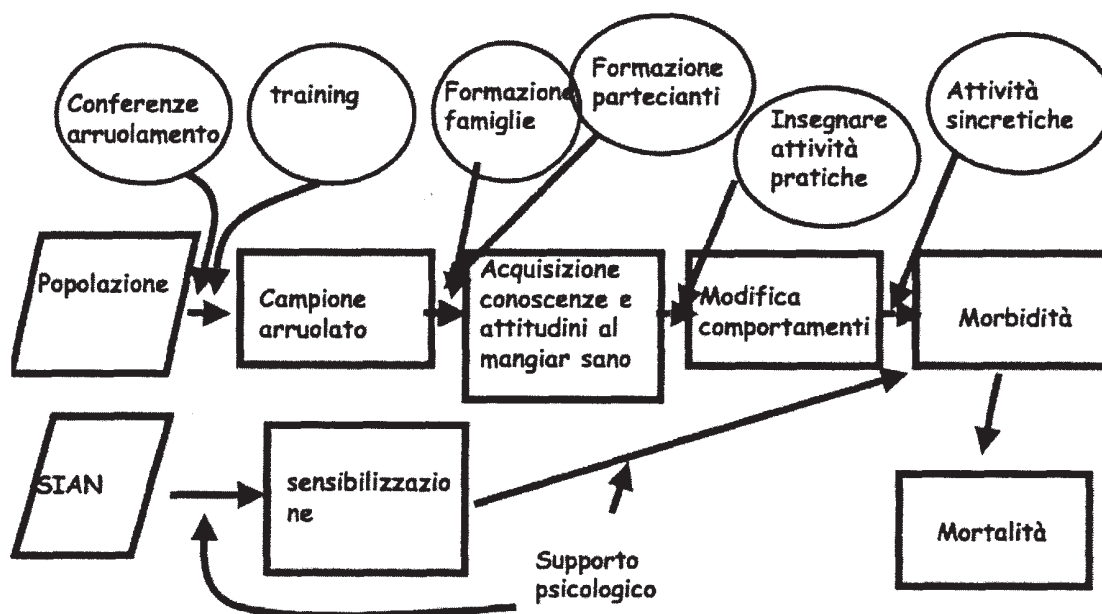 Conferenze
arruolamento
training
Formazione
famiglie
Formazione
partecianti
Insegnare
attività
pratiche
Attività
sincretiche
Popolazione
Campione
arruolato
Acquisizione
conoscenze e
attitudini al
mangiar sano
Modifica
comportamenti
Morbidità
SIAN
sensibilizzazio
ne
Supporto
psicologico
Mortalità